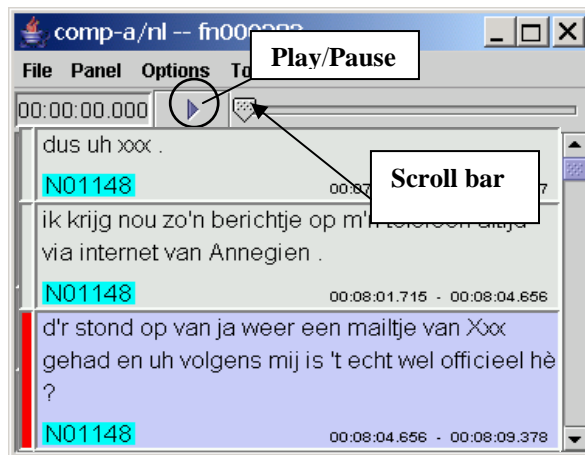 comp-a/nl -- fn000
Play/Pause
File Panel Options
00:00:00.000
dus uh xxx .
Scroll bar
N01148 7
ik krijg nou zo'n berichtje op m'n telefoon altijd
via internet van Annegien .
N01148 00:08:01.715 - 00:08:04.656
d'r stond op van ja weer een mailtje van Xxx
gehad en uh volgens mij is 't echt wel officieel hè
?
N01148 00:08:04.656 - 00:08:09.378